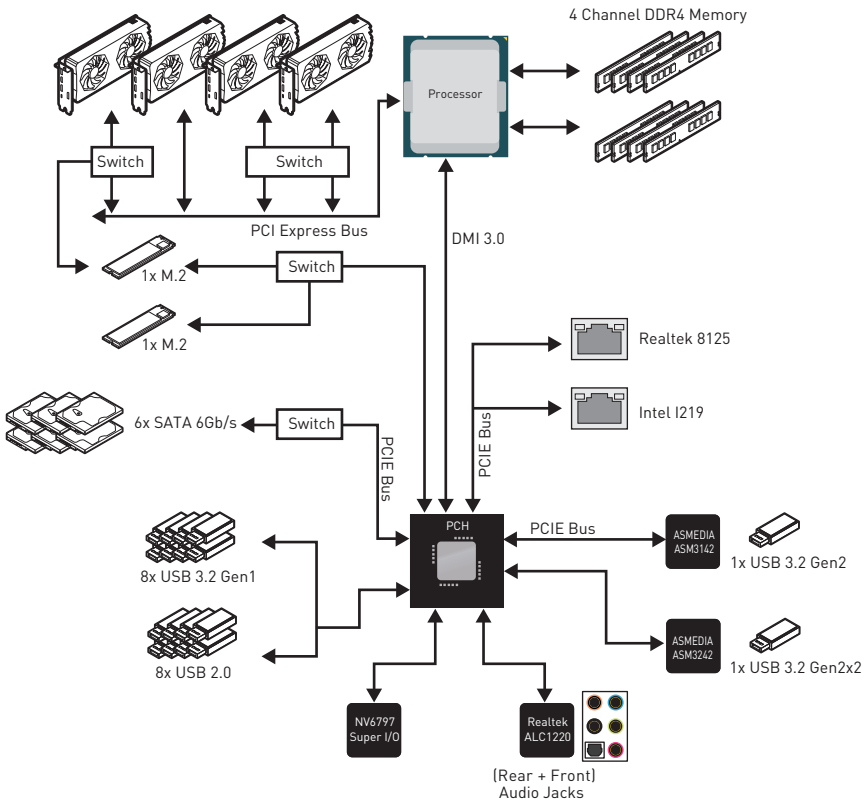 4 Channel DDR4 Memory
Processor
Switch
Switch
PCI Express Bus
DMI 3.0
1x M.2
Switch
1x M.2
Realtek 8125
Intel I219
6x SATA 6Gb/s
Switch
PCIE Bus
PCIE Bus
PCH
PCIE Bus
ASMEDIA
ASM3142
1x USB 3.2 Gen2
8x USB 3.2 Gen1
8x USB 2.0
ASMEDIA
ASM3242
1x USB 3.2 Gen2x2
NV6797
Super I/O
Realtek
ALC1220
(Rear + Front)
Audio Jacks